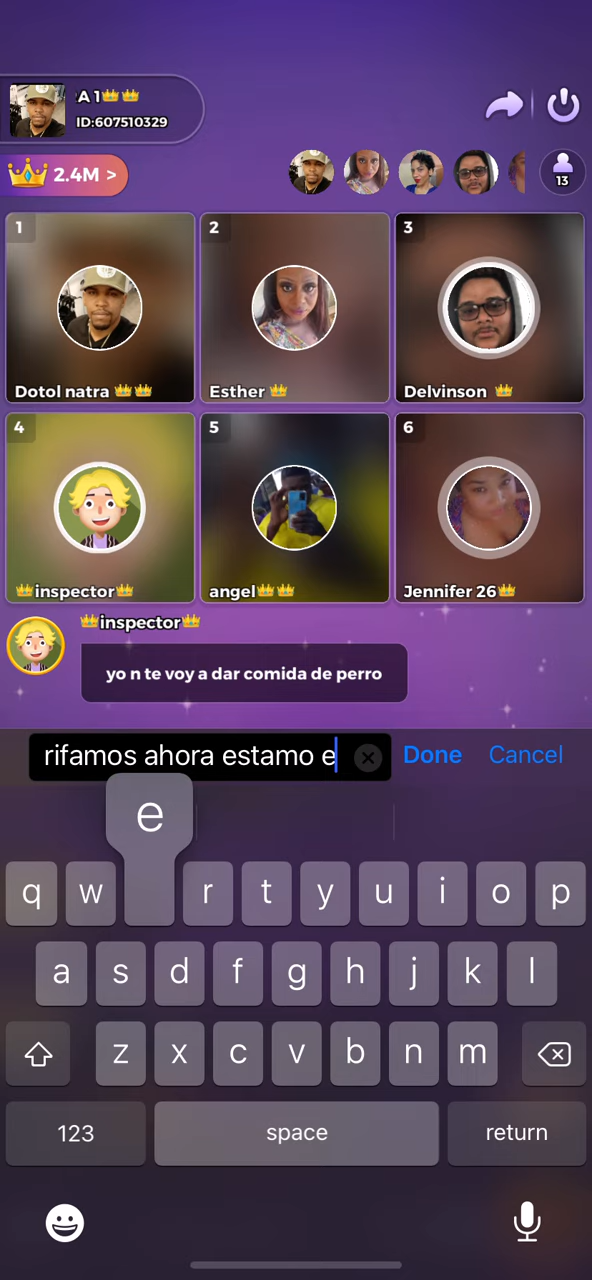 A 1👑👑
ID:607510329
2.4M >
13
1
2
3
Dotol natra 👑👑
Esther 👑
Delvinson 👑
4
5
6
👑inspector👑
angel👑👑
Jennifer 26👑
👑inspector👑
yo n te voy a dar comida de perro
rifamos ahora estamo e
Done
Cancel
e
q w r t y u i o p
a s d f g h j k l
z x c v b n m
123 space return